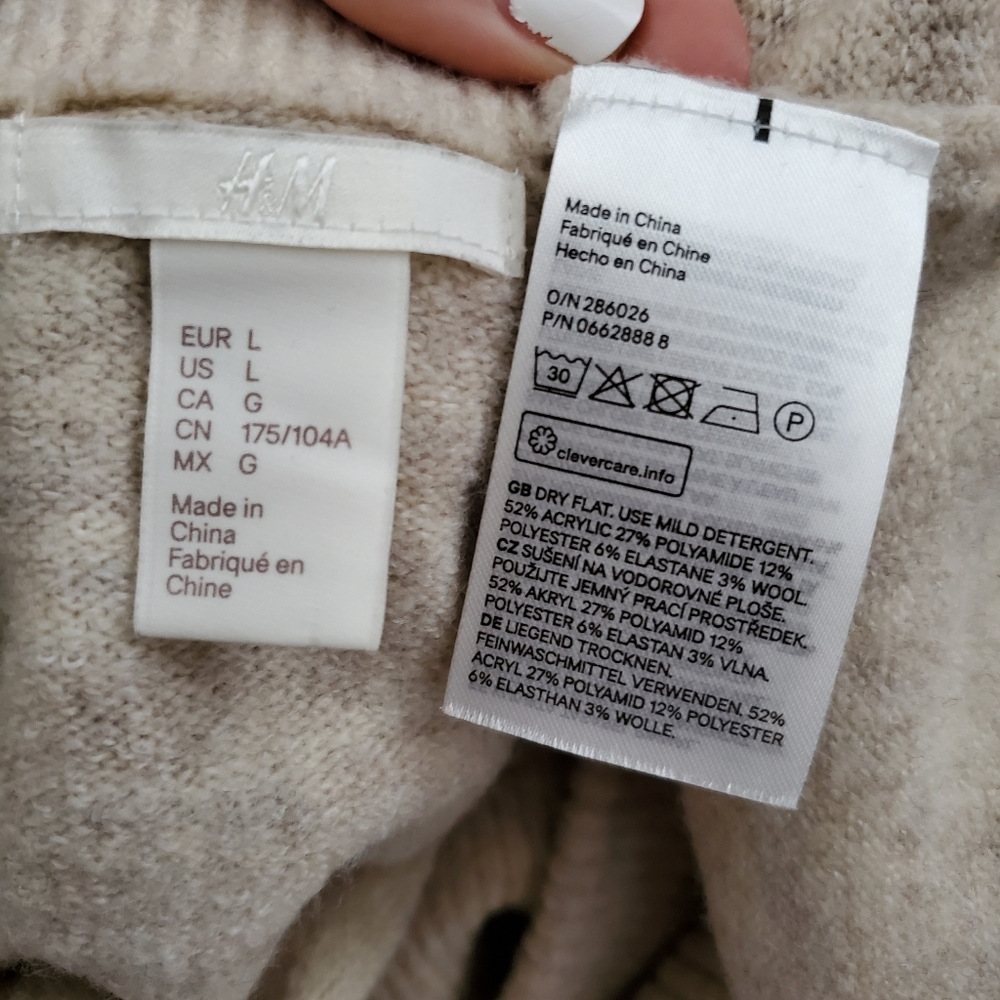 H&M
EUR L
US L
CA G
CN 175/104A
MX G
Made in
China
Fabriqué en
Chine
Made in China
Fabriqué en Chine
Hecho en China
O/N 286026
P/N 0662888 8
30
P
clevercare.info
GB DRY FLAT. USE MILD DETERGENT.
52% ACRYLIC 27% POLYAMIDE 12%
POLYESTER 6% ELASTANE 3% WOOL.
CZ SUŠENÍ NA VODOROVNÉ PLOŠE.
POUŽIJTE JEMNÝ PRACÍ PROSTŘEDEK.
52% AKRYL 27% POLYAMID 12%
POLYESTER 6% ELASTAN 3% VLNA.
DE LIEGEND TROCKNEN.
FEINWASCHMITTEL VERWENDEN. 52%
ACRYL 27% POLYAMID 12% POLYESTER
6% ELASTHAN 3% WOLLE.